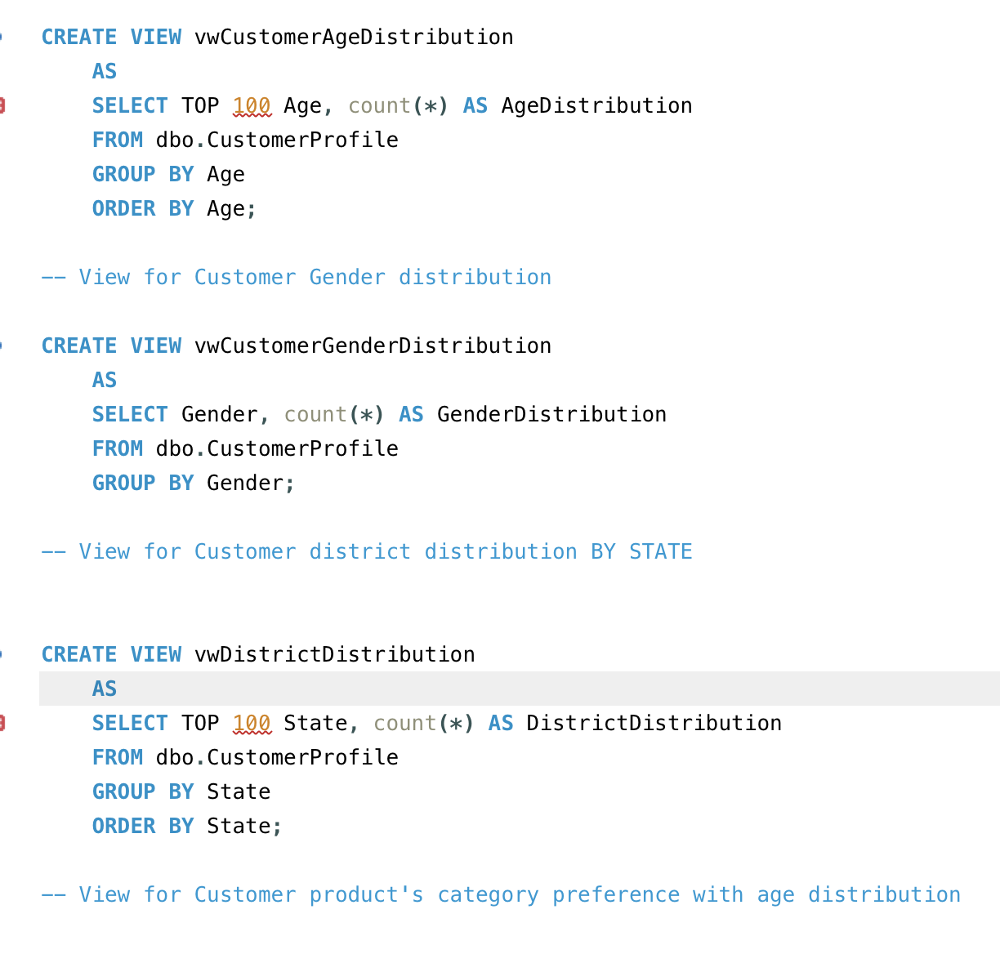 CREATE VIEW vwCustomerAgeDistribution
AS
SELECT TOP 100 Age, count(*) AS AgeDistribution
FROM dbo.CustomerProfile
GROUP BY Age
ORDER BY Age;
-- View for Customer Gender distribution
CREATE VIEW vwCustomerGenderDistribution
AS
SELECT Gender, count(*) AS GenderDistribution
FROM dbo.CustomerProfile
GROUP BY Gender;
-- View for Customer district distribution BY STATE
CREATE VIEW vwDistrictDistribution
AS
SELECT TOP 100 State, count(*) AS DistrictDistribution
FROM dbo.CustomerProfile
GROUP BY State
ORDER BY State;
-- View for Customer product's category preference with age distribution